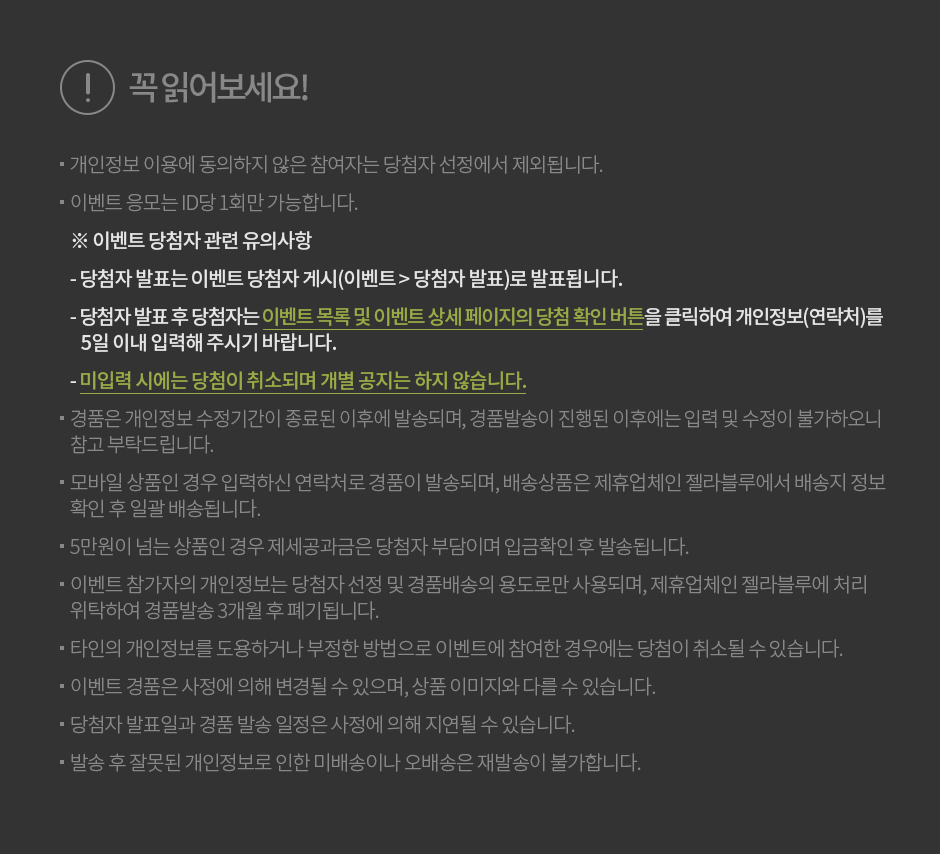 꼭 읽어보세요!
▪ 개인정보 이용에 동의하지 않은 참여자는 당첨자 선정에서 제외됩니다.
▪ 이벤트 응모는 ID당 1회만 가능합니다.
※ 이벤트 당첨자 관련 유의사항
- 당첨자 발표는 이벤트 당첨자 게시(이벤트 > 당첨자 발표)로 발표됩니다.
- 당첨자 발표 후 당첨자는 이벤트 목록 및 이벤트 상세 페이지의 당첨 확인 버튼을 클릭하여 개인정보(연락처)를
5일 이내 입력해 주시기 바랍니다.
- 미입력 시에는 당첨이 취소되며 개별 공지는 하지 않습니다.
▪ 경품은 개인정보 수정기간이 종료된 이후에 발송되며, 경품발송이 진행된 이후에는 입력 및 수정이 불가하오니
참고 부탁드립니다.
▪ 모바일 상품인 경우 입력하신 연락처로 경품이 발송되며, 배송상품은 제휴업체인 젤라블루에서 배송지 정보
확인 후 일괄 배송됩니다.
▪ 5만원이 넘는 상품인 경우 제세공과금은 당첨자 부담이며 입금확인 후 발송됩니다.
▪ 이벤트 참가자의 개인정보는 당첨자 선정 및 경품배송의 용도로만 사용되며, 제휴업체인 젤라블루에 처리
위탁하여 경품발송 3개월 후 폐기됩니다.
▪ 타인의 개인정보를 도용하거나 부정한 방법으로 이벤트에 참여한 경우에는 당첨이 취소될 수 있습니다.
▪ 이벤트 경품은 사정에 의해 변경될 수 있으며, 상품 이미지와 다를 수 있습니다.
▪ 당첨자 발표일과 경품 발송 일정은 사정에 의해 지연될 수 있습니다.
▪ 발송 후 잘못된 개인정보로 인한 미배송이나 오배송은 재발송이 불가합니다.